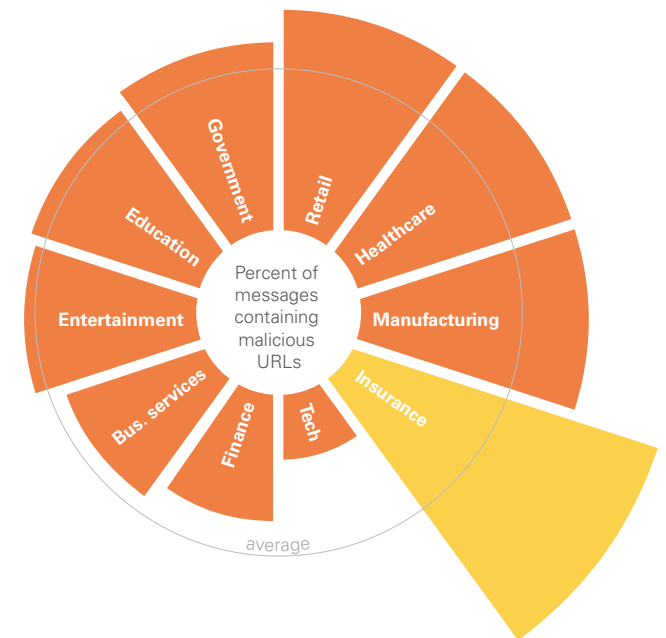 Percent of
messages
containing
malicious
URLs
Retail
Healthcare
Manufacturing
Insurance
Tech
Finance
Bus. services
Entertainment
Education
Government
average